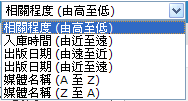 相關程度 (由高至低)
相關程度 (由高至低)
入庫時間 (由近至遠)
出版日期 (由遠至近)
出版日期 (由近至遠)
媒體名稱 (A 至 Z)
媒體名稱 (Z 至 A)